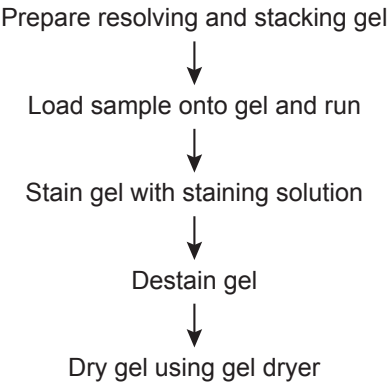 Prepare resolving and stacking gel
Load sample onto gel and run
Stain gel with staining solution
Destain gel
Dry gel using gel dryer